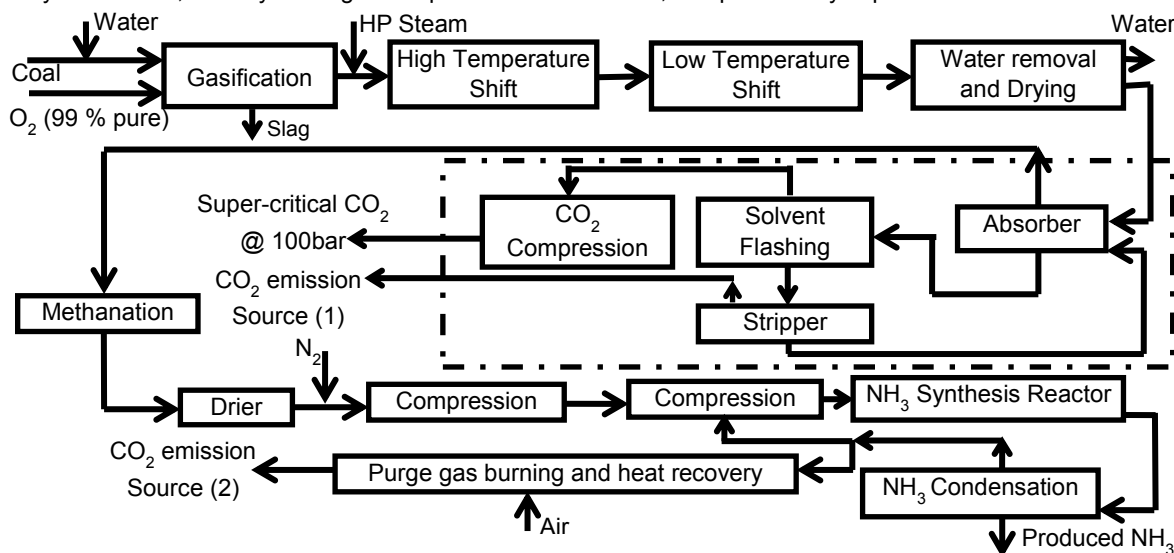 Water
HP Steam
Water
Coal
Gasification
High Temperature
Shift
Low Temperature
Shift
Water removal
and Drying
O2 (99 % pure)
Slag
Super-critical CO2
@ 100bar
CO2
Compression
Solvent
Flashing
Absorber
CO2 emission
Source (1)
Methanation
Stripper
N2
Drier
Compression
Compression
NH3 Synthesis Reactor
CO2 emission
Source (2)
Purge gas burning and heat recovery
NH3 Condensation
Air
Produced NH3